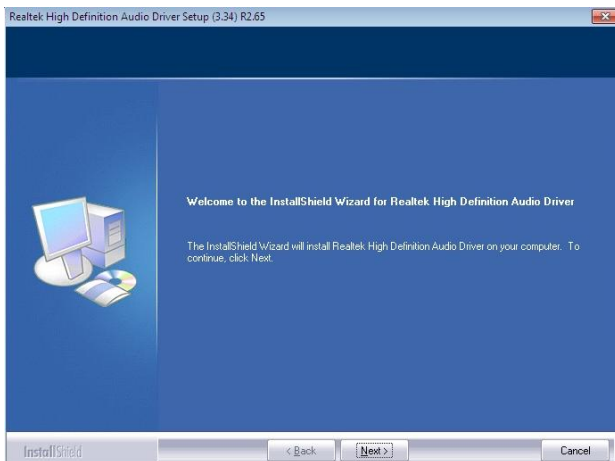 Realtek High Definition Audio Driver Setup (3.34) R2.65
Welcome to the InstallShield Wizard for Realtek High Definition Audio Driver
The InstallShield Wizard will install Realtek High Definition Audio Driver on your computer. To
continue, click Next.
InstallShield
< Back
Next >
Cancel